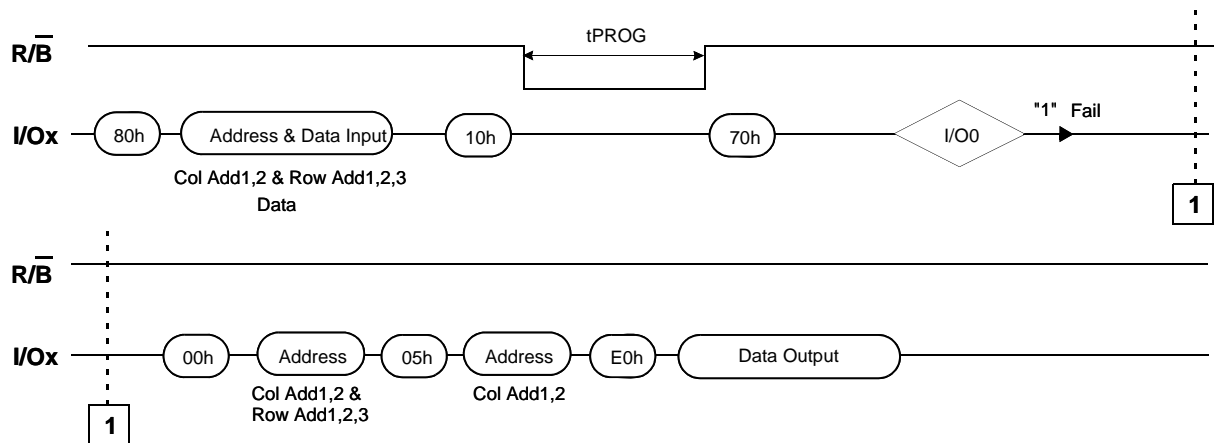 tPROG
R/B̅
I/Ox 80h Address & Data Input 10h 70h I/O0 "1" Fail
Col Add1,2 & Row Add1,2,3
Data
1
R/B̅
I/Ox 00h Address 05h Address E0h Data Output
Col Add1,2 & Col Add1,2
Row Add1,2,3
1